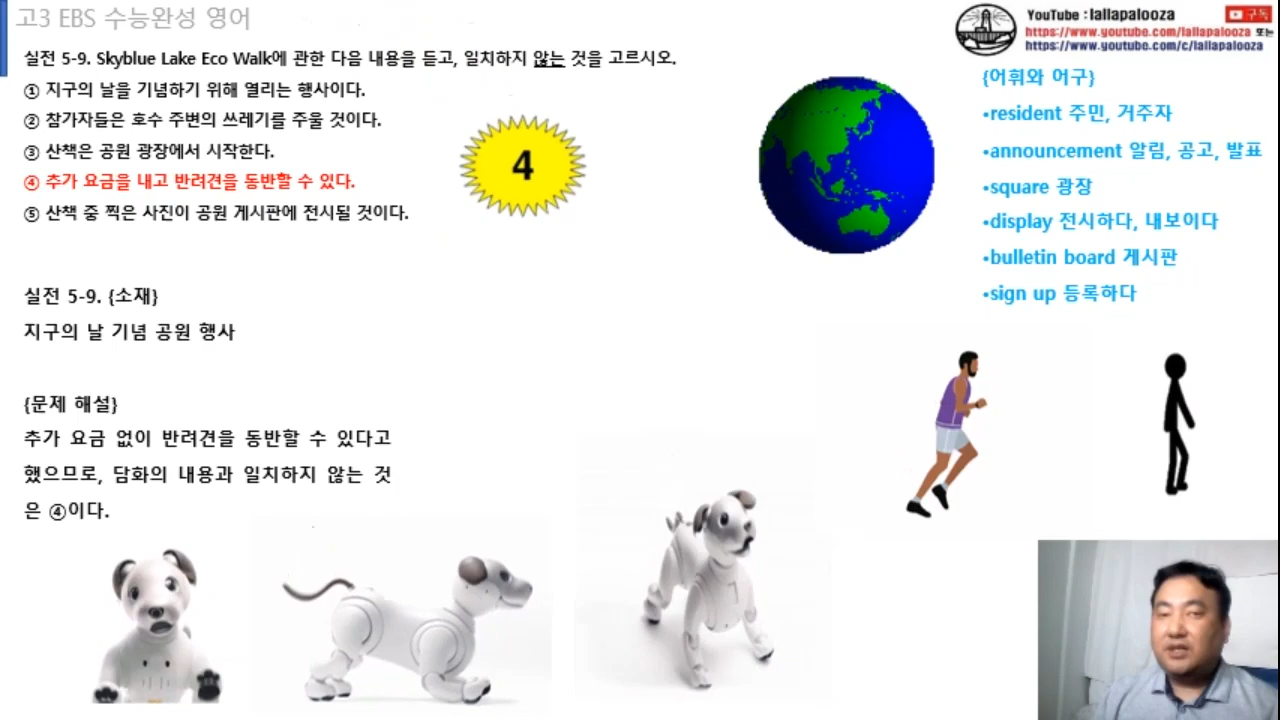 고3 EBS 수능완성 영어
YouTube : lallapalooza
구독
https://www.youtube.com/lallapalooza 또는
https://www.youtube.com/c/lallapalooza
실전 5-9. Skyblue Lake Eco Walk에 관한 다음 내용을 듣고, 일치하지 않는 것을 고르시오.
① 지구의 날을 기념하기 위해 열리는 행사이다.
② 참가자들은 호수 주변의 쓰레기를 주울 것이다.
③ 산책은 공원 광장에서 시작한다.
④ 추가 요금을 내고 반려견을 동반할 수 있다.
⑤ 산책 중 찍은 사진이 공원 게시판에 전시될 것이다.
4
{어휘와 어구}
•resident 주민, 거주자
•announcement 알림, 공고, 발표
•square 광장
•display 전시하다, 내보이다
•bulletin board 게시판
•sign up 등록하다
실전 5-9. {소재}
지구의 날 기념 공원 행사
{문제 해설}
추가 요금 없이 반려견을 동반할 수 있다고
했으므로, 담화의 내용과 일치하지 않는 것
은 ④이다.